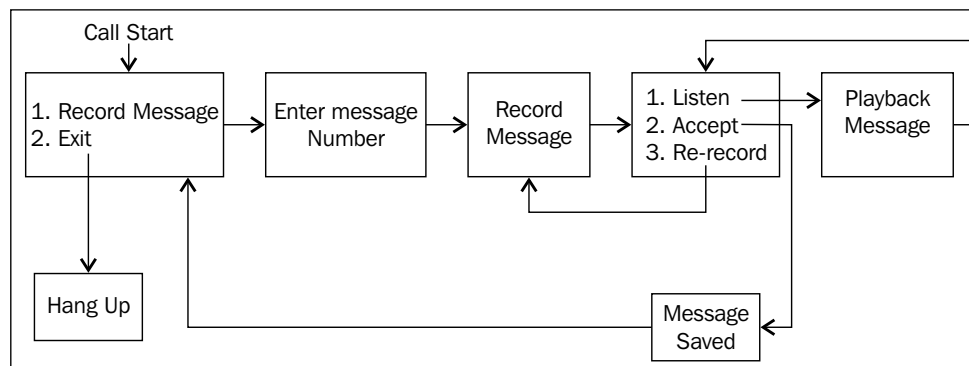 Call Start
1. Record Message
2. Exit
Enter message
Number
Record
Message
1. Listen
2. Accept
3. Re-record
Playback
Message
Hang Up
Message
Saved